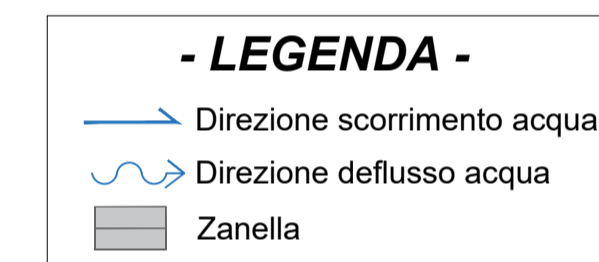 - LEGENDA -
Direzione scorrimento acqua
Direzione deflusso acqua
Zanella